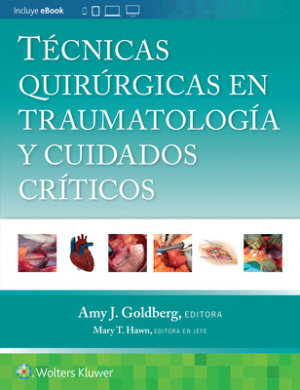 Incluye eBook
TÉCNICAS
QUIRÚRGICAS EN
TRAUMATOLOGÍA
Y CUIDADOS
CRÍTICOS
Amy J. Goldberg, EDITORA
Mary T. Hawn, EDITORA EN JEFE
Wolters Kluwer